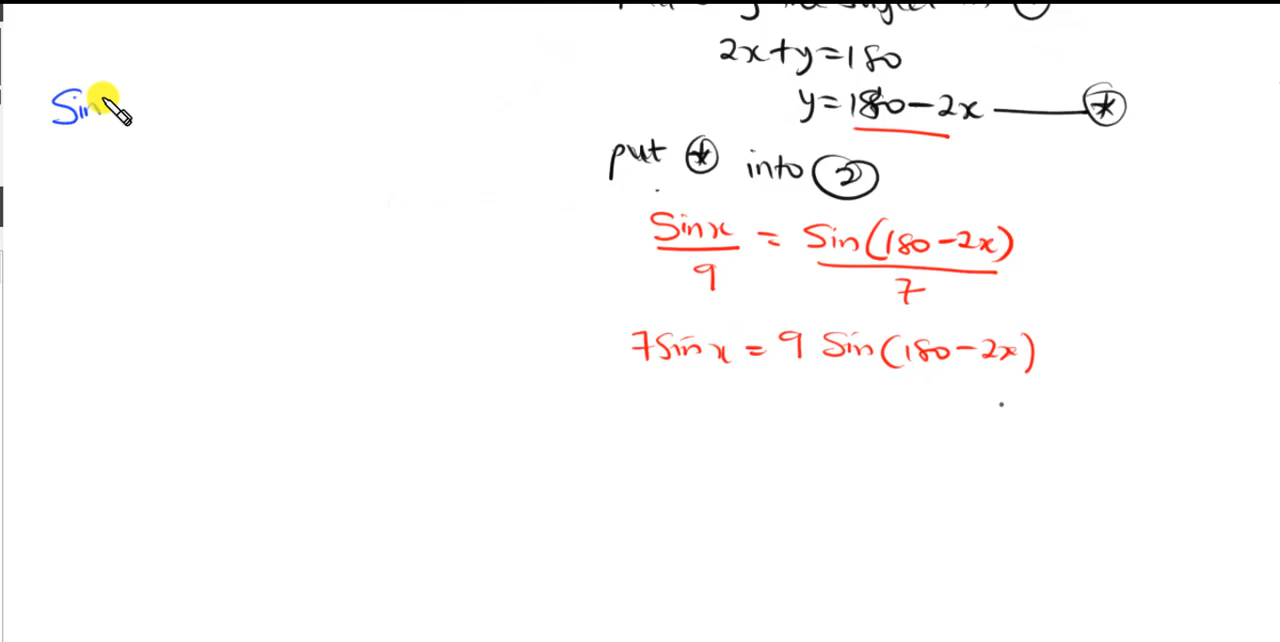 2x+y=180
Sin
y=180-2x ——— *
put * into 2
Sinx/9 = Sin(180-2x)/7
7Sinx = 9 Sin(180-2x)